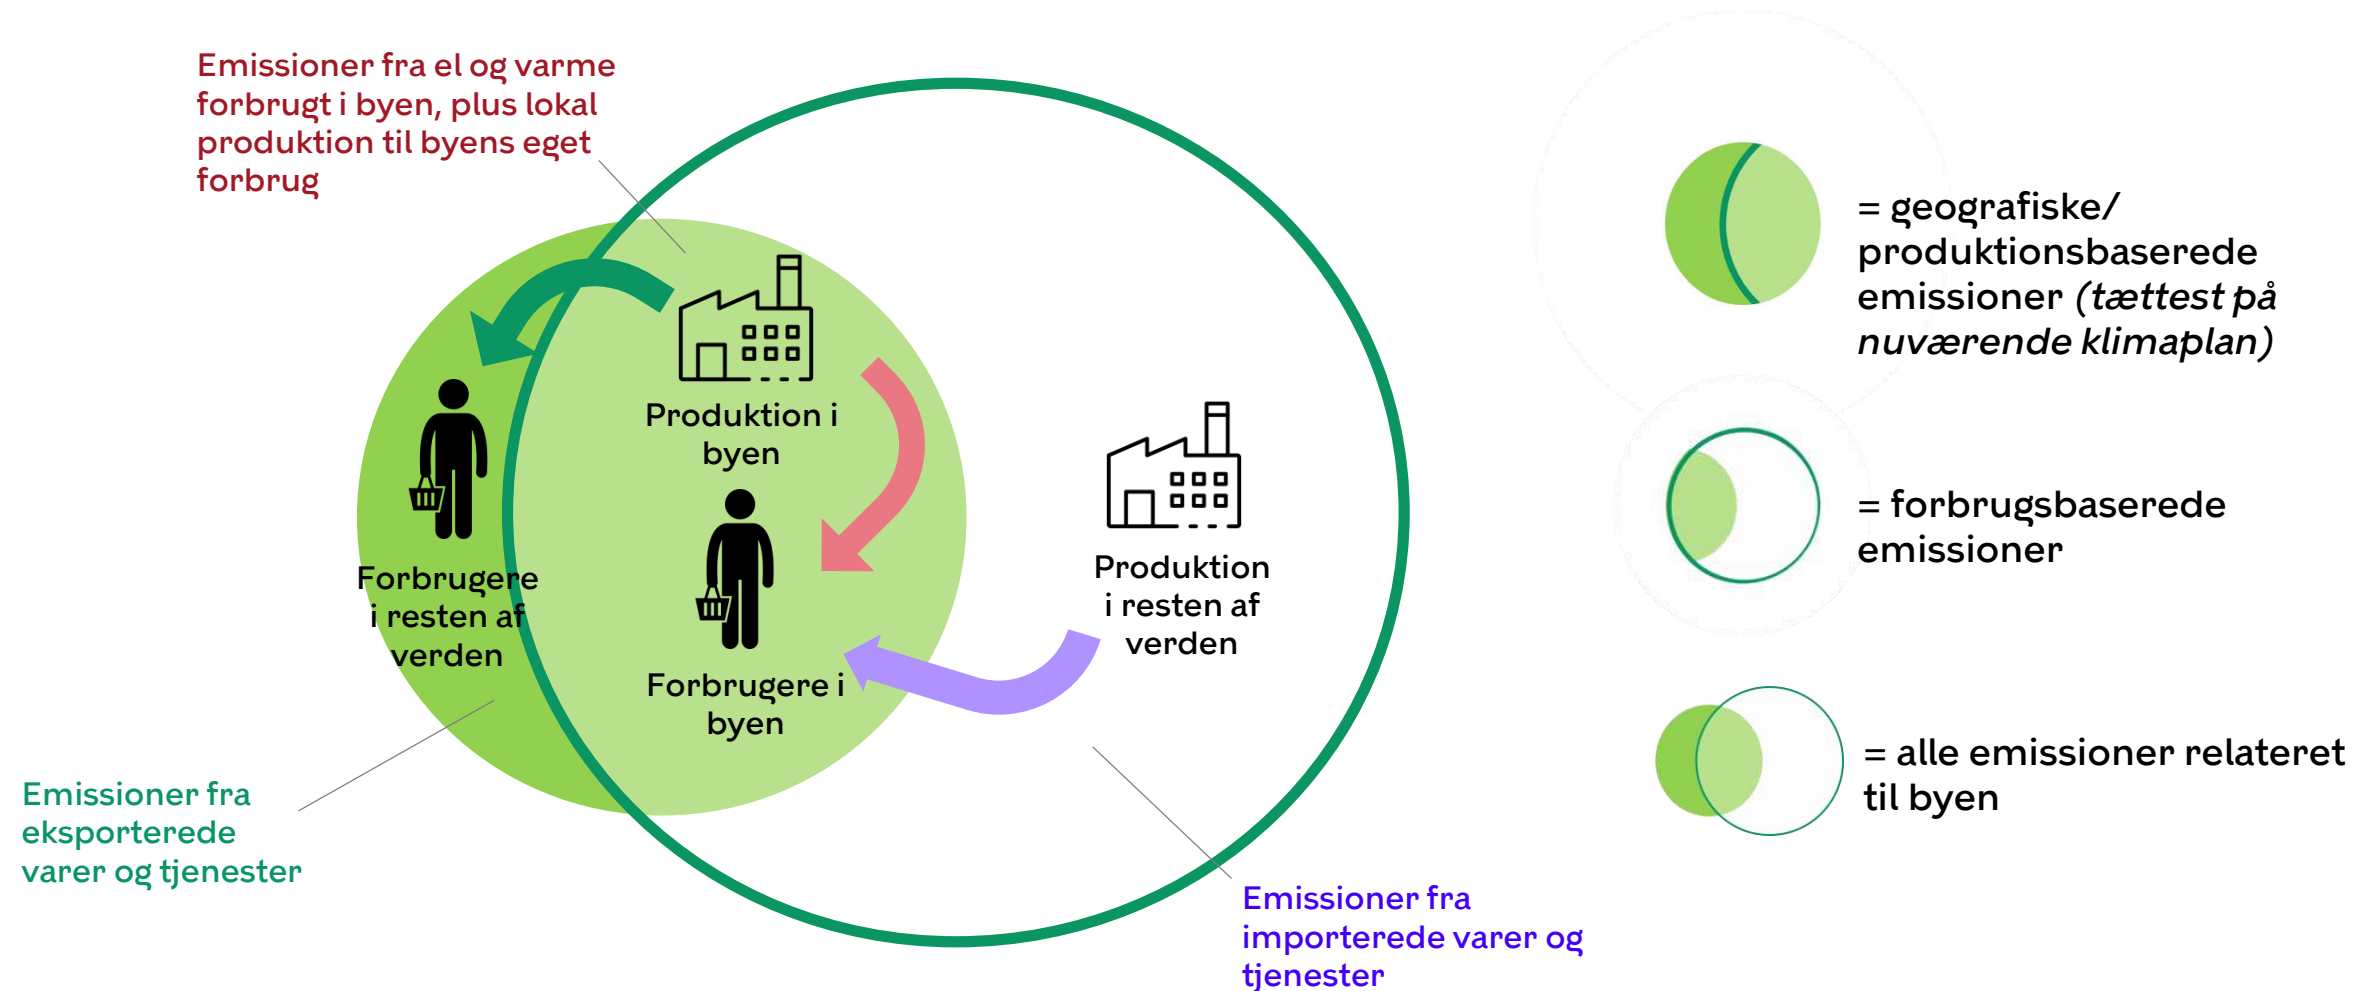 Emissioner fra el og varme
forbrugt i byen, plus lokal
produktion til byens eget
forbrug
Produktion i
byen
Forbrugere
i resten af
verden
Forbrugere i
byen
Produktion
i resten af
verden
Emissioner fra
eksporterede
varer og tjenester
Emissioner fra
importerede varer og
tjenester
= geografiske/
produktionsbaserede
emissioner (tættest på
nuværende klimaplan)
= forbrugsbaserede
emissioner
= alle emissioner relateret
til byen